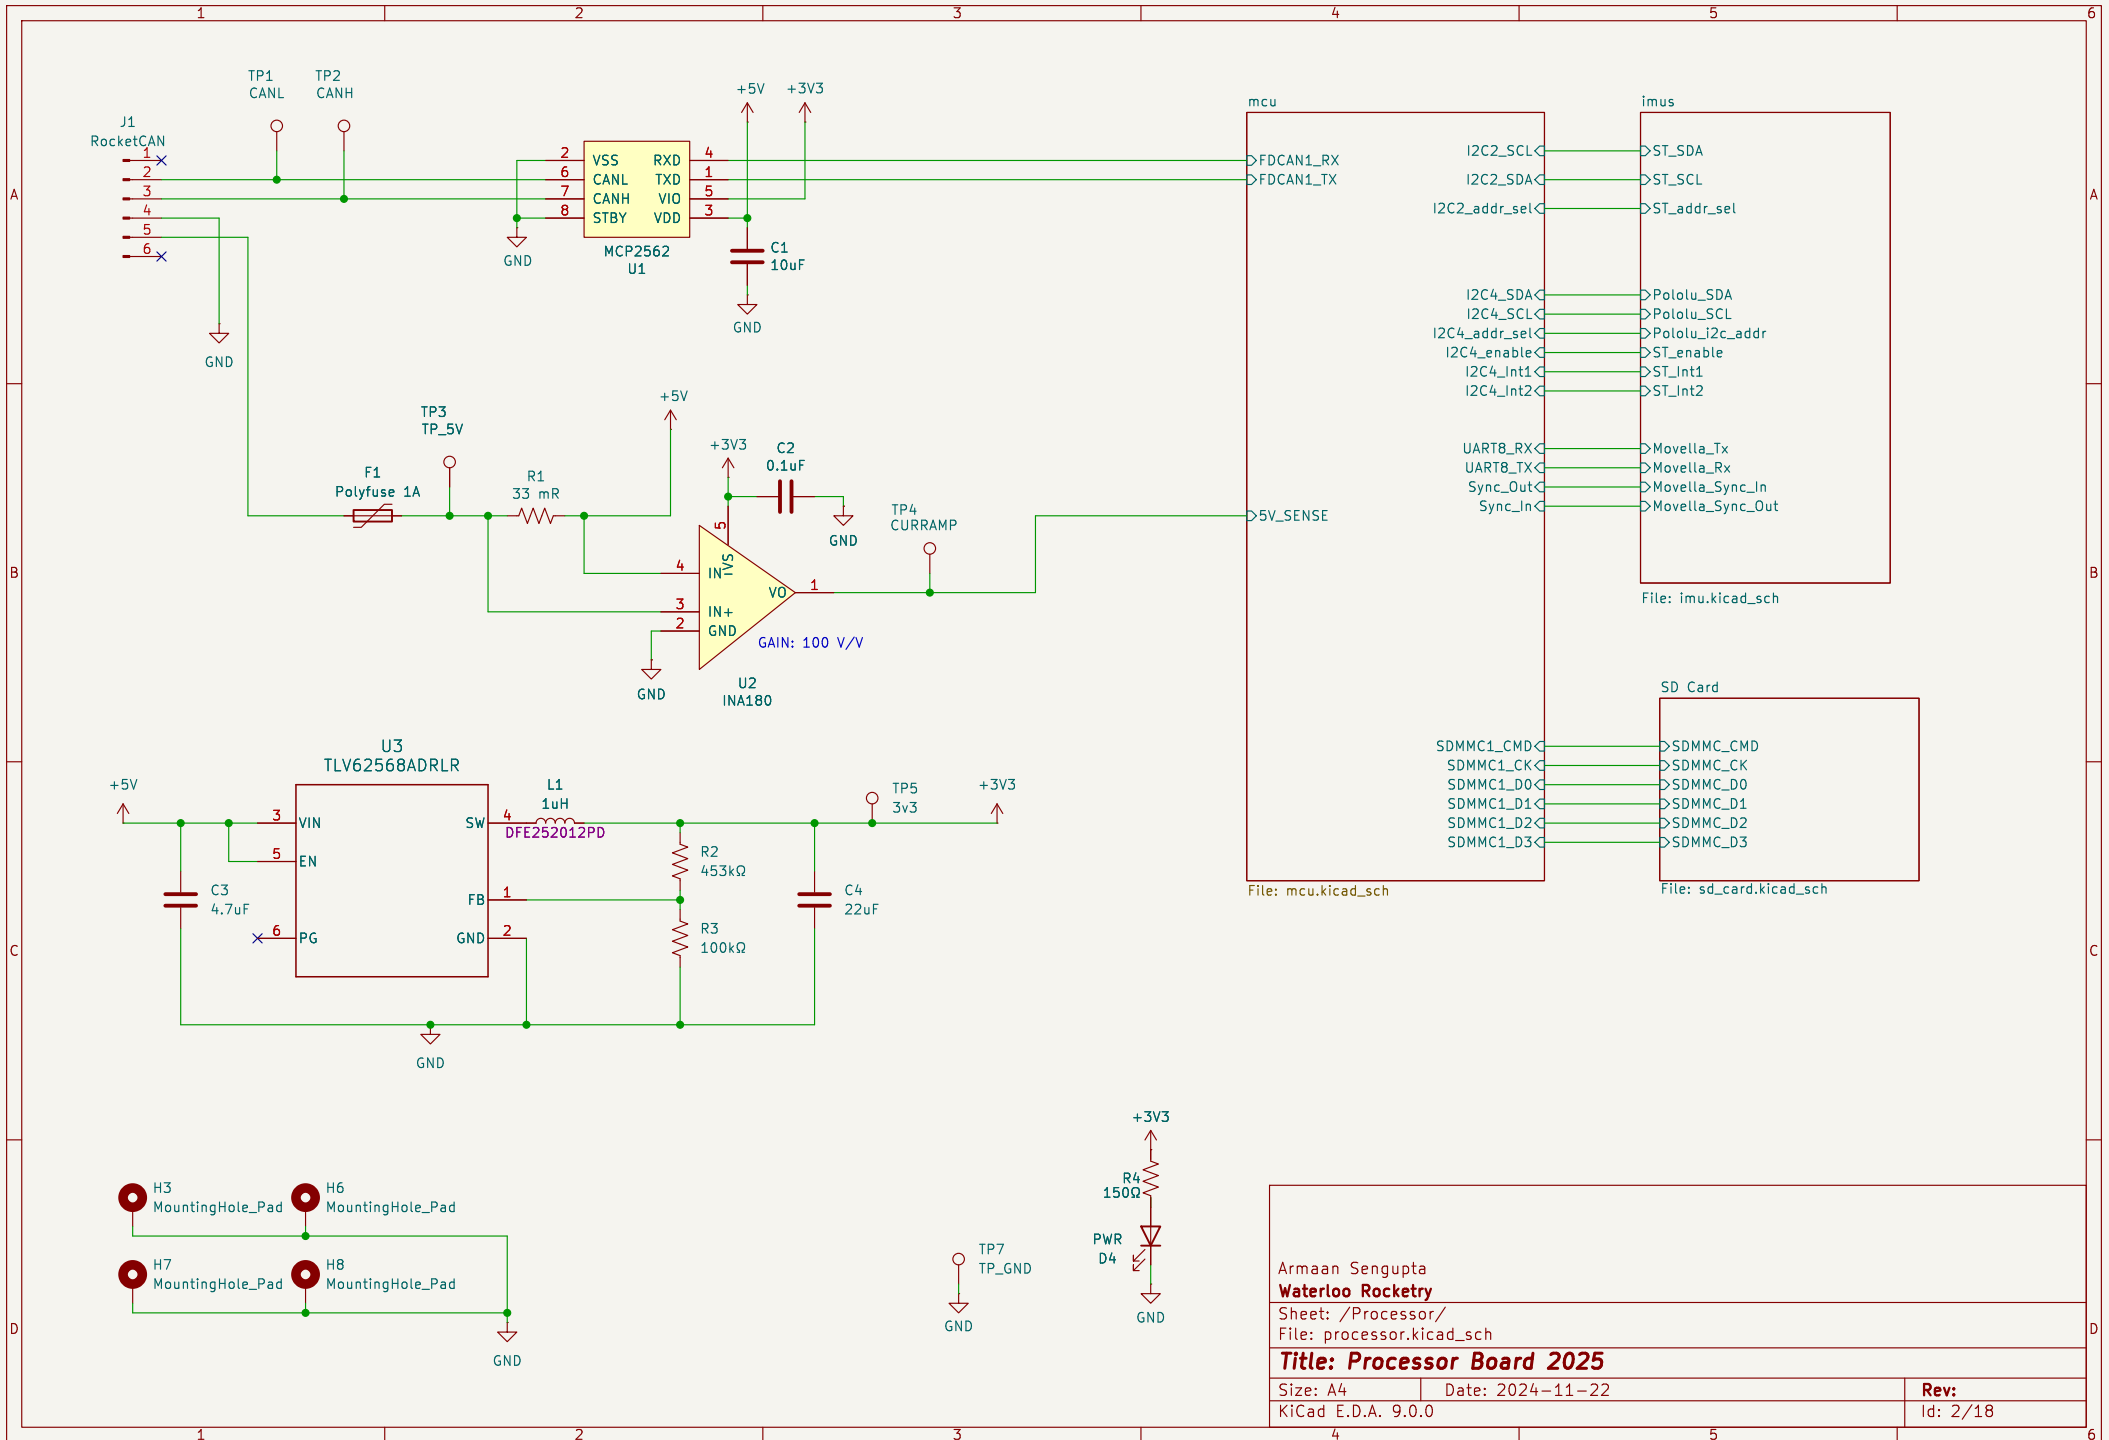 1 2 3 4 5 6
A
B
C
D
A
B
C
D
TP1
CANL
TP2
CANH
J1
RocketCAN
1
2
3
4
5
6
GND
+5V
+3V3
2 VSS RXD 4
6 CANL TXD 1
7 CANH VIO 5
8 STBY VDD 3
MCP2562
U1
GND
C1
10uF
GND
TP3
TP_5V
F1
Polyfuse 1A
R1
33 mR
+5V
+3V3
C2
0.1uF
GND
5
VS
4 IN-
3 IN+
2 GND
VO 1
GAIN: 100 V/V
GND
U2
INA180
TP4
CURRAMP
mcu
FDCAN1_RX
FDCAN1_TX
5V_SENSE
I2C2_SCL
I2C2_SDA
I2C2_addr_sel
I2C4_SDA
I2C4_SCL
I2C4_addr_sel
I2C4_enable
I2C4_Int1
I2C4_Int2
UART8_RX
UART8_TX
Sync_Out
Sync_In
SDMMC1_CMD
SDMMC1_CK
SDMMC1_D0
SDMMC1_D1
SDMMC1_D2
SDMMC1_D3
File: mcu.kicad_sch
imus
ST_SDA
ST_SCL
ST_addr_sel
Pololu_SDA
Pololu_SCL
Pololu_i2c_addr
ST_enable
ST_Int1
ST_Int2
Movella_Tx
Movella_Rx
Movella_Sync_In
Movella_Sync_Out
File: imu.kicad_sch
SD Card
SDMMC_CMD
SDMMC_CK
SDMMC_D0
SDMMC_D1
SDMMC_D2
SDMMC_D3
File: sd_card.kicad_sch
U3
TLV62568ADRLR
+5V
3 VIN SW 4
5 EN
FB 1
6 PG GND 2
C3
4.7uF
L1
1uH
DFE252012PD
R2
453kΩ
R3
100kΩ
C4
22uF
TP5
3v3
+3V3
GND
H3
MountingHole_Pad
H6
MountingHole_Pad
H7
MountingHole_Pad
H8
MountingHole_Pad
GND
TP7
TP_GND
GND
+3V3
R4
150Ω
PWR
D4
GND
Armaan Sengupta
Waterloo Rocketry
Sheet: /Processor/
File: processor.kicad_sch
Title: Processor Board 2025
Size: A4 Date: 2024-11-22 Rev:
KiCad E.D.A. 9.0.0 Id: 2/18
1 2 3 4 5 6